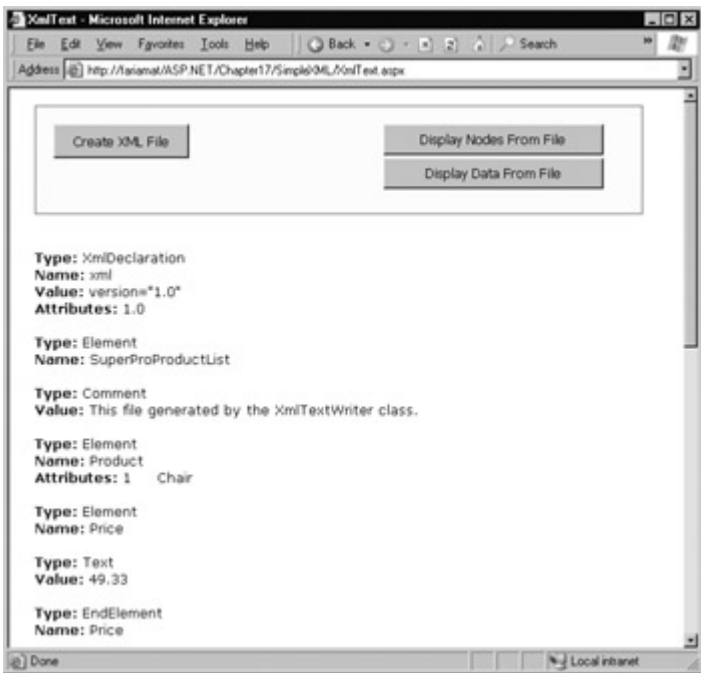 XmlText - Microsoft Internet Explorer
File Edit View Favorites Tools Help Back Search
Address http://fariamat/ASP.NET/Chapter17/SimpleXML/XmlText.aspx
Create XML File
Display Nodes From File
Display Data From File
Type: XmlDeclaration
Name: xml
Value: version="1.0"
Attributes: 1.0
Type: Element
Name: SuperProProductList
Type: Comment
Value: This file generated by the XmlTextWriter class.
Type: Element
Name: Product
Attributes: 1 Chair
Type: Element
Name: Price
Type: Text
Value: 49.33
Type: EndElement
Name: Price
Done Local intranet